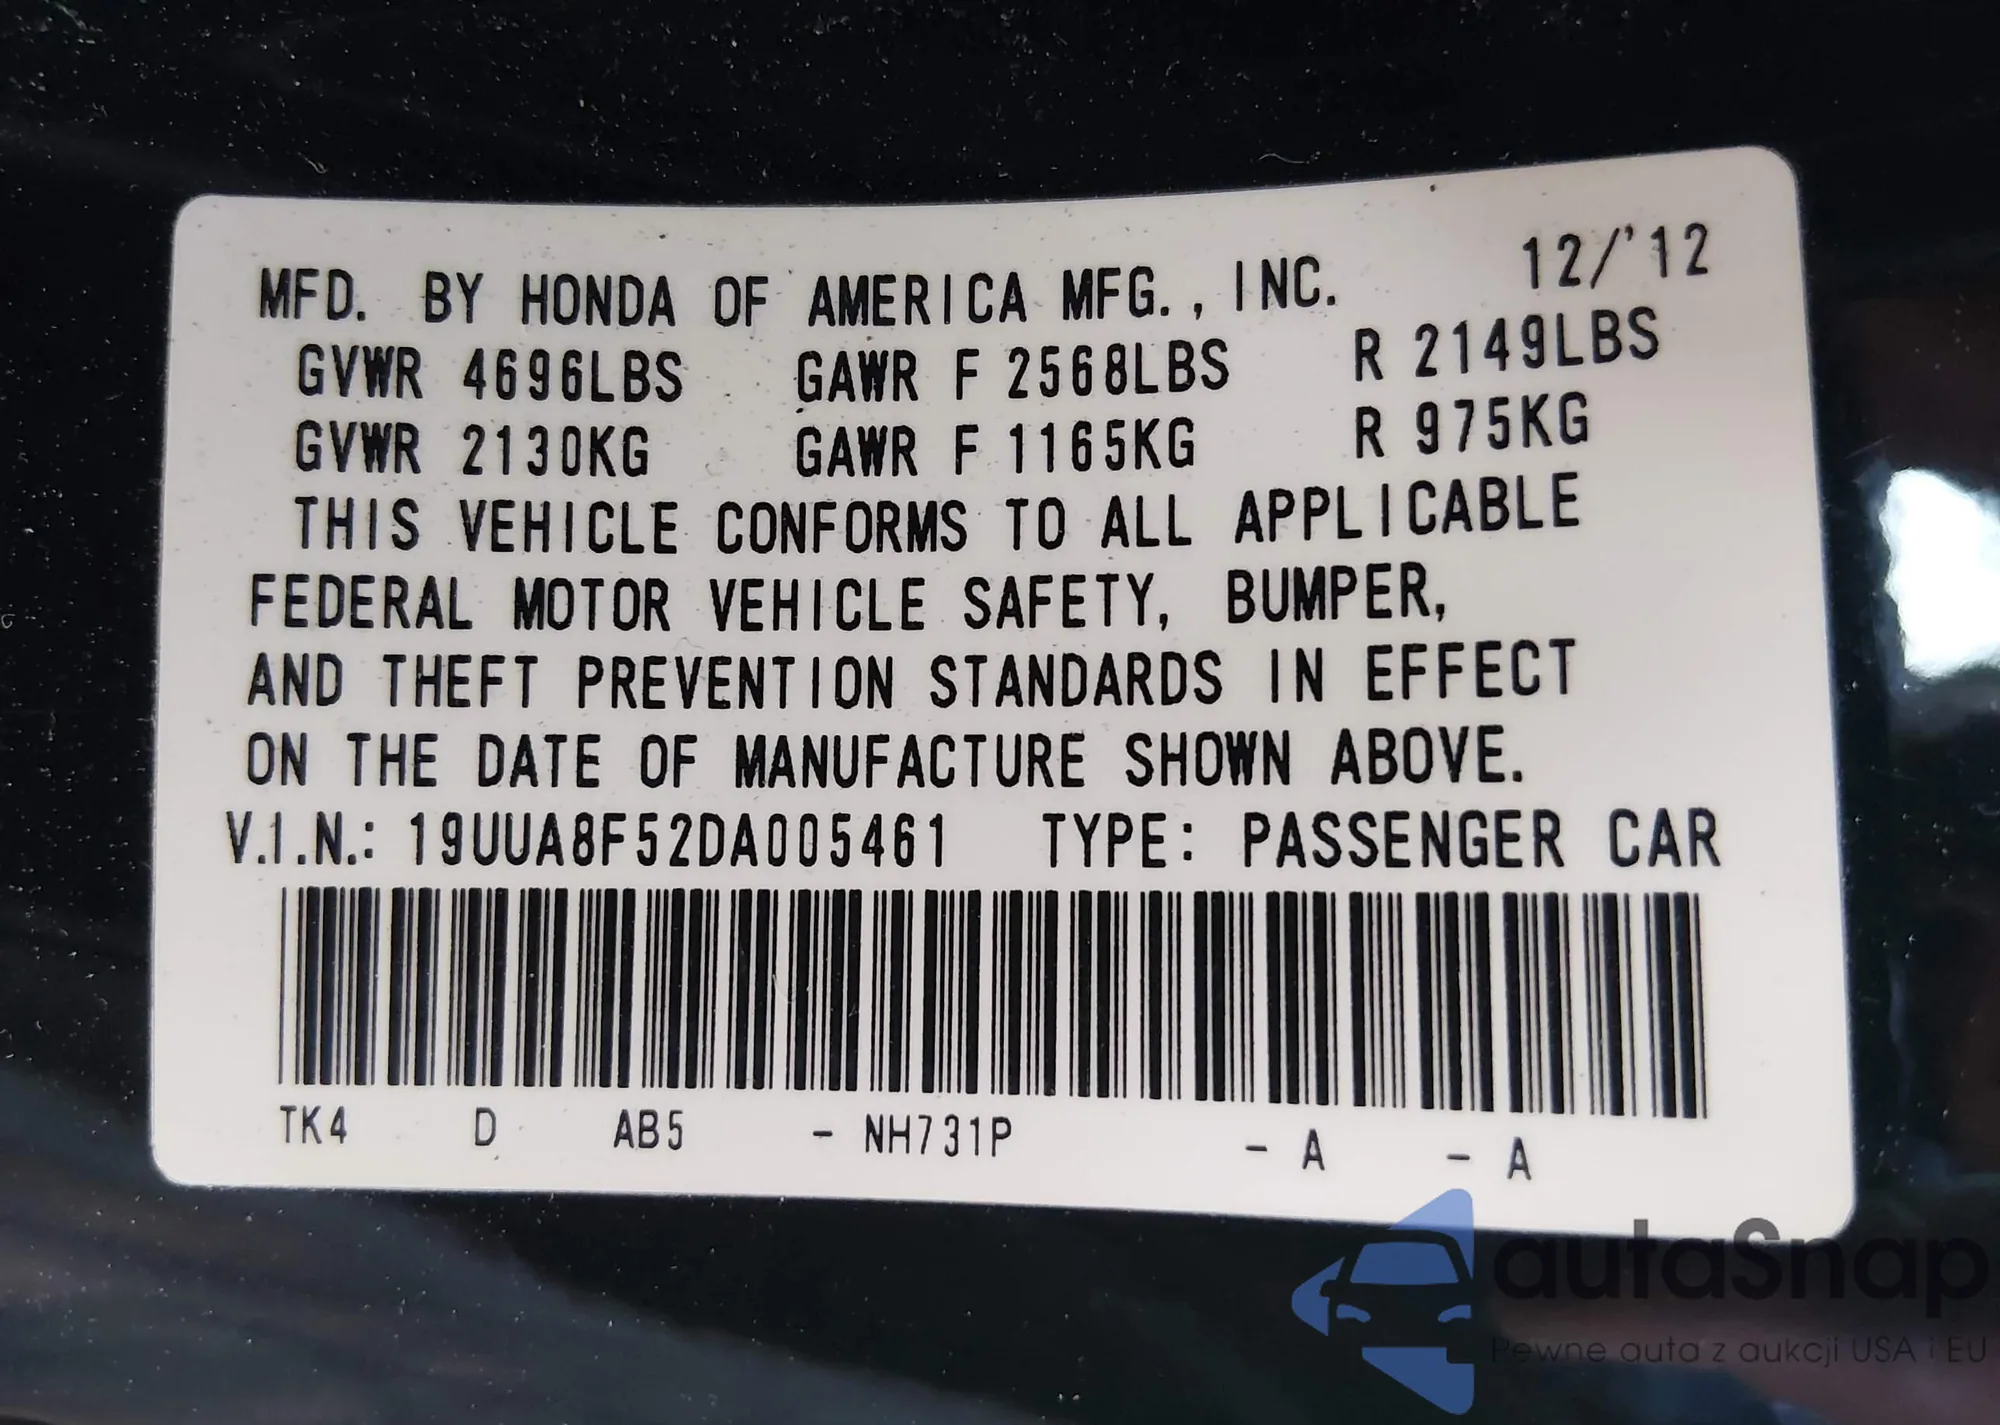 MFD. BY HONDA OF AMERICA MFG., INC. 12/'12
GVWR 4696LBS GAWR F 2568LBS R 2149LBS
GVWR 2130KG GAWR F 1165KG R 975KG
THIS VEHICLE CONFORMS TO ALL APPLICABLE
FEDERAL MOTOR VEHICLE SAFETY, BUMPER,
AND THEFT PREVENTION STANDARDS IN EFFECT
ON THE DATE OF MANUFACTURE SHOWN ABOVE.
V.I.N.: 19UUA8F52DA005461 TYPE: PASSENGER CAR
TK4 D AB5 - NH731P - A - A
autaSnap
Pewne auta z aukcji USA i EU